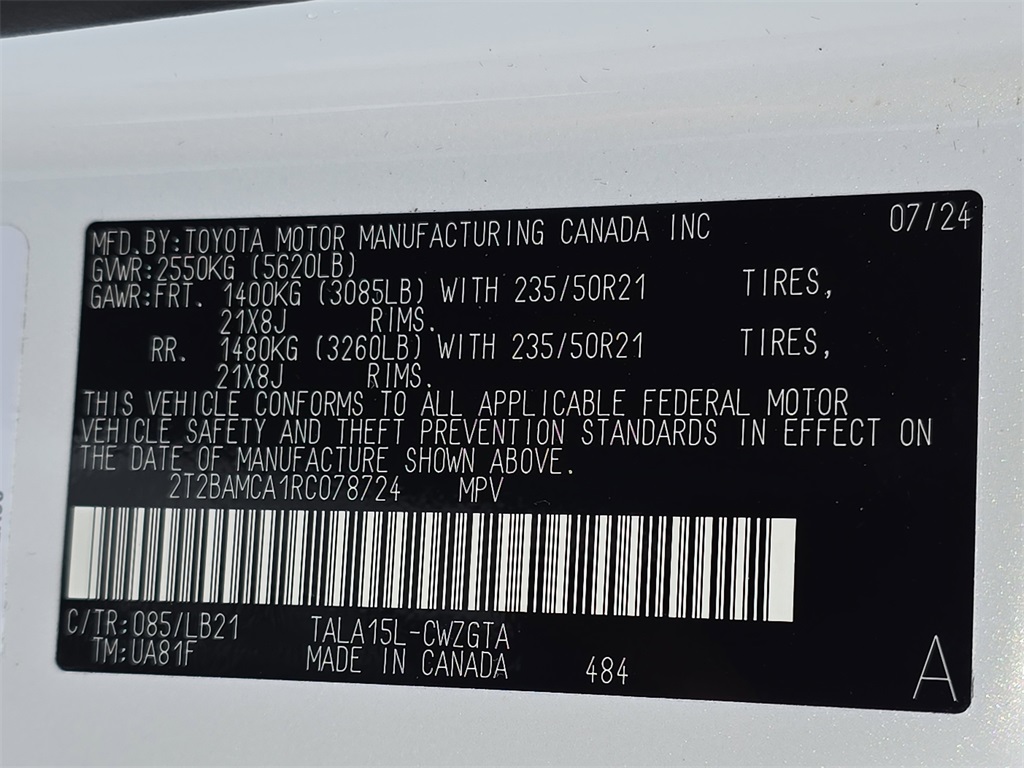 07/24
MFD.BY:TOYOTA MOTOR MANUFACTURING CANADA INC
GVWR:2550KG (5620LB)
GAWR:FRT. 1400KG (3085LB) WITH 235/50R21 TIRES,
21X8J RIMS.
RR. 1480KG (3260LB) WITH 235/50R21 TIRES,
21X8J RIMS.
THIS VEHICLE CONFORMS TO ALL APPLICABLE FEDERAL MOTOR
VEHICLE SAFETY AND THEFT PREVENTION STANDARDS IN EFFECT ON
THE DATE OF MANUFACTURE SHOWN ABOVE.
2T2BAMCA1RC078724 MPV
C/TR:085/LB21 TALA15L-CWZGTA
TM:UA81F MADE IN CANADA 484
A